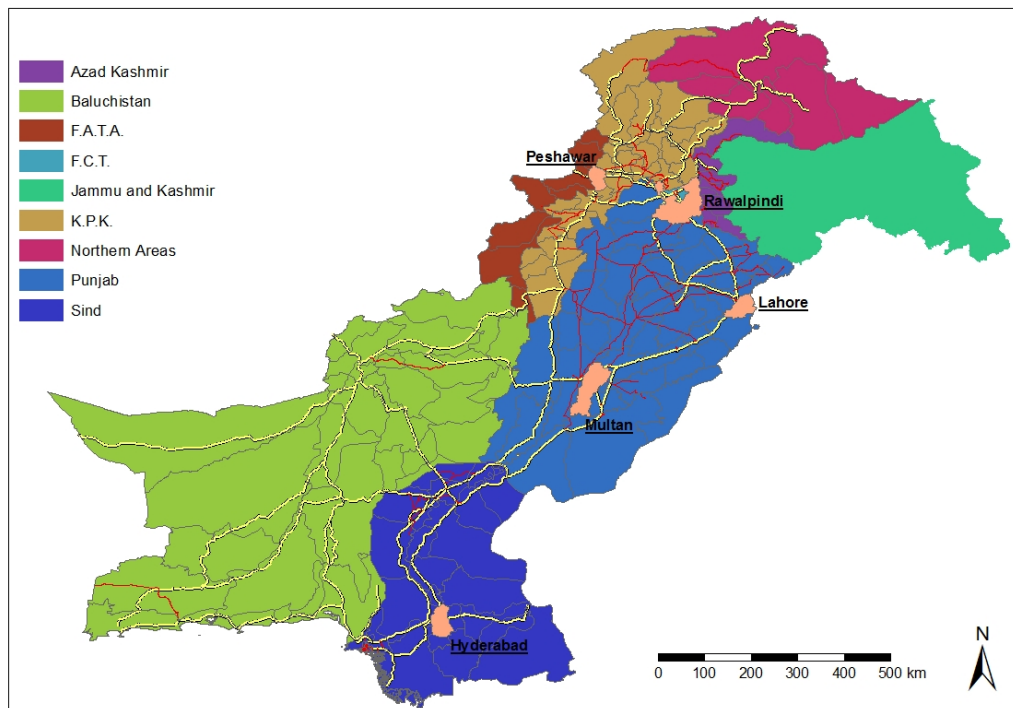 Azad Kashmir
Baluchistan
F.A.T.A.
F.C.T.
Jammu and Kashmir
K.P.K.
Northern Areas
Punjab
Sind
Peshawar
Rawalpindi
Lahore
Multan
Hyderabad
N
0 100 200 300 400 500 km